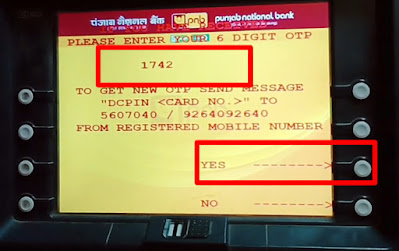 पंजाब नैशनल बैंक pnb punjab national bank
PLEASE ENTER YOUR 6 DIGIT OTP
1742
TO GET NEW OTP SEND MESSAGE
"DCPIN <CARD NO.>" TO
5607040 / 9264092640
FROM REGISTERED MOBILE NUMBER
YES -------->
NO -------->